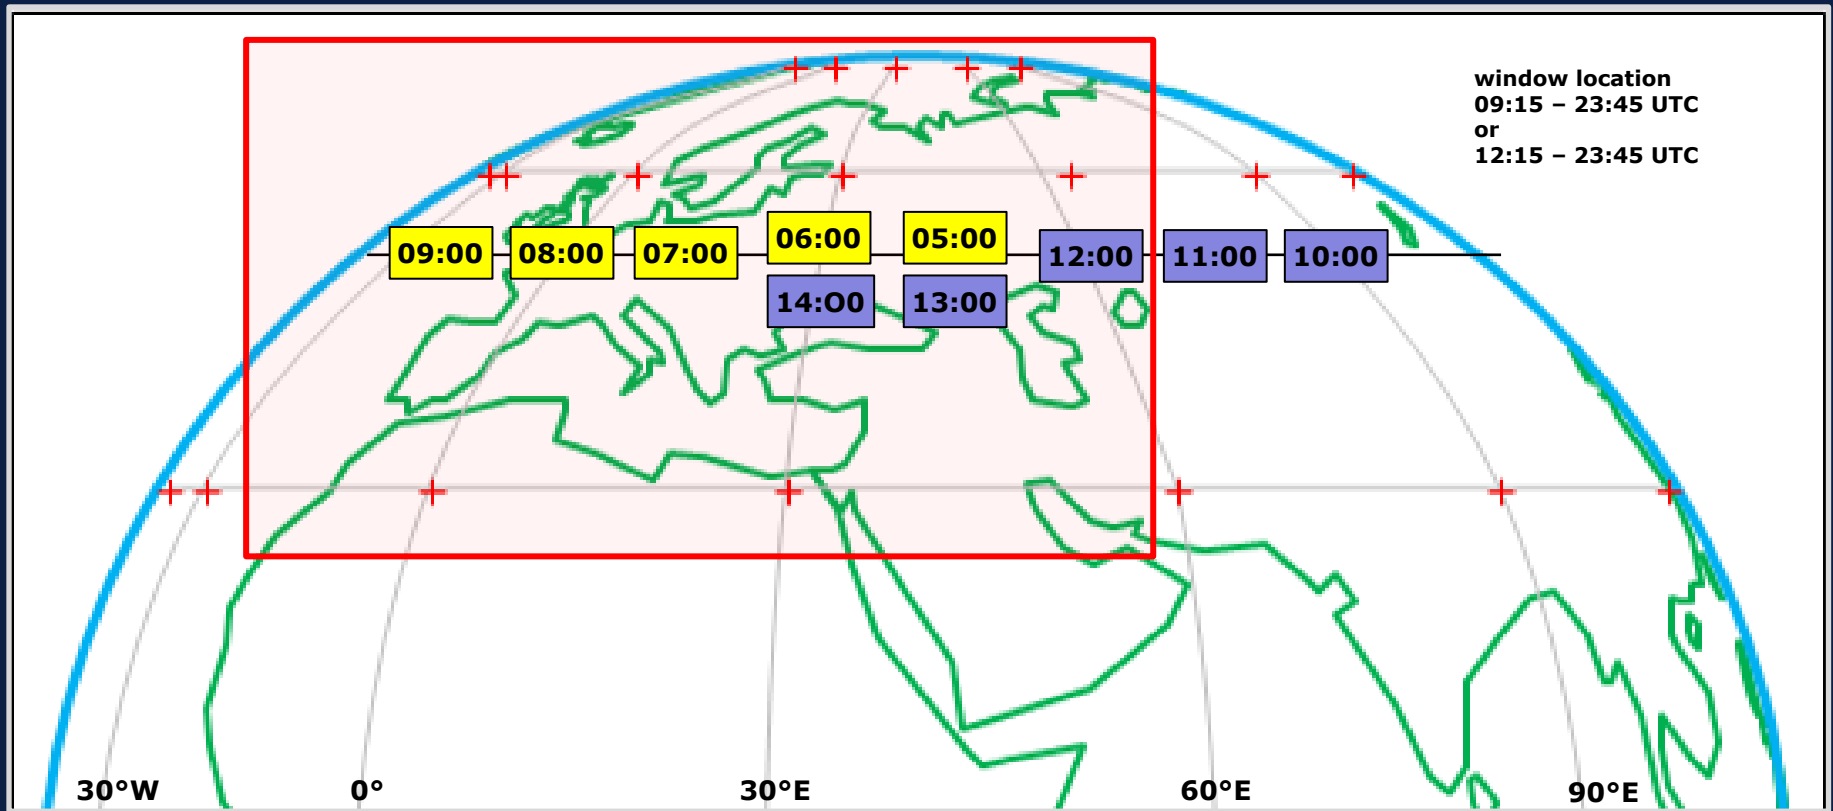 window location
09:15 – 23:45 UTC
or
12:15 – 23:45 UTC
09:00 08:00 07:00 06:00 05:00 12:00 11:00 10:00
14:O0 13:00
30°W 0° 30°E 60°E 90°E